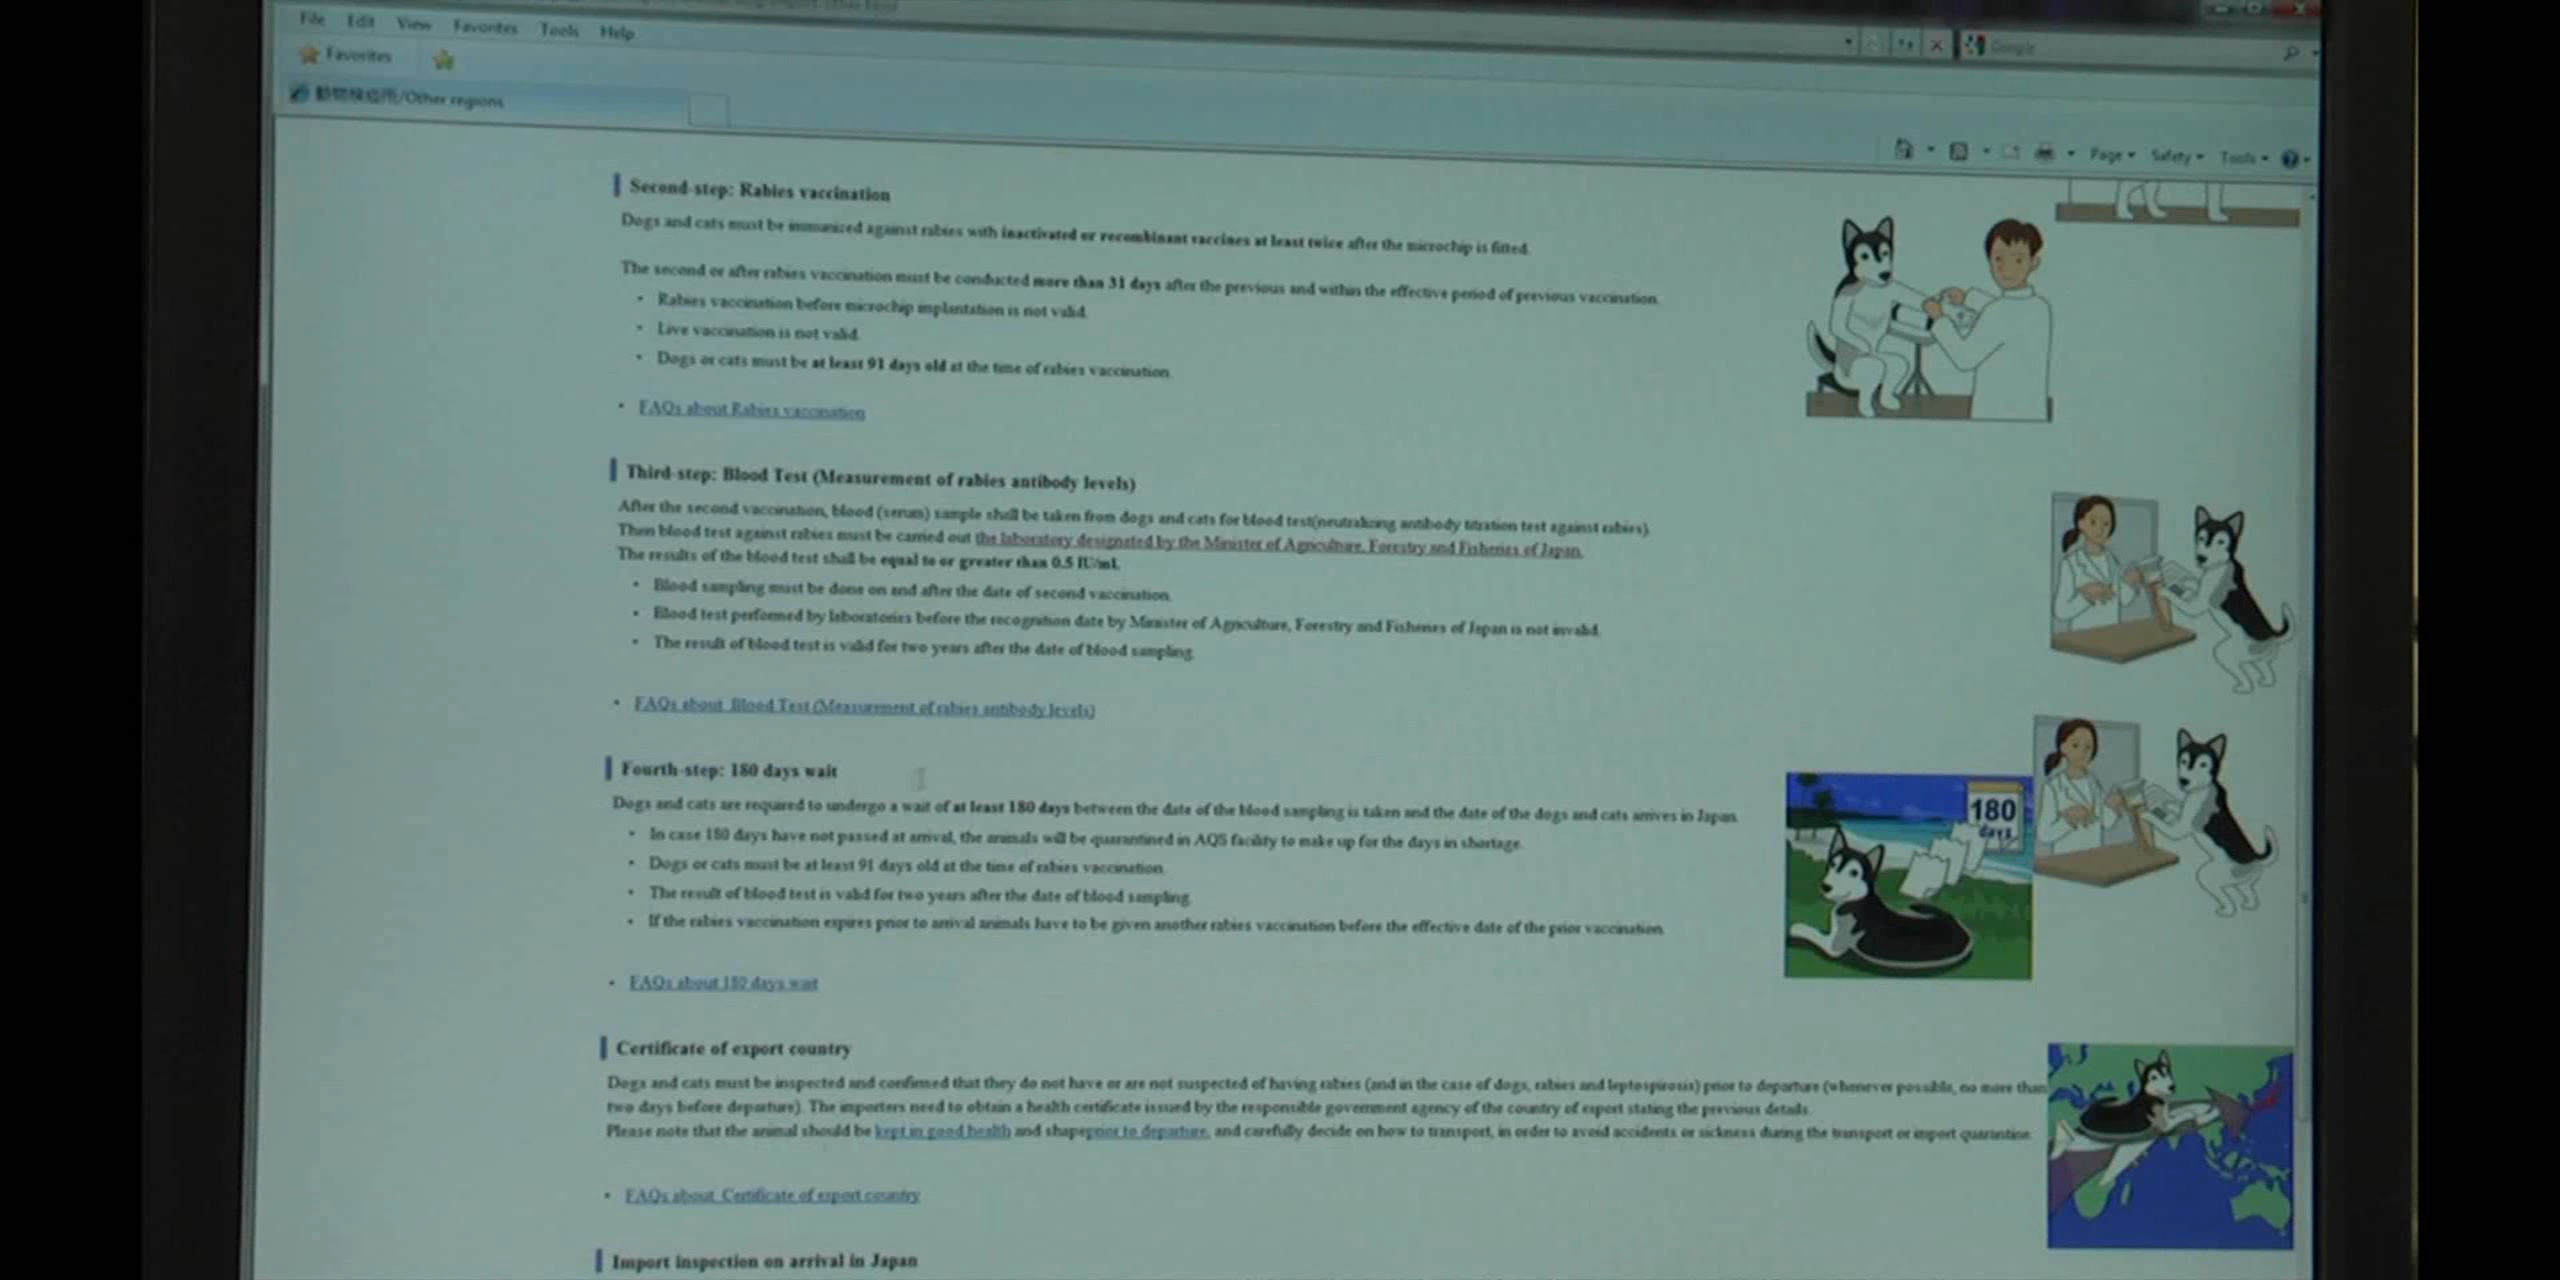 File Edit View Favorites Tools Help
Google
Favorites
動物検疫所/Other regions
Page Safety Tools
Second-step: Rabies vaccination
Dogs and cats must be immunized against rabies with inactivated or recombinant vaccines at least twice after the microchip is fitted.
The second or after rabies vaccination must be conducted more than 31 days after the previous and within the effective period of previous vaccination.
• Rabies vaccination before microchip implantation is not valid.
• Live vaccination is not valid.
• Dogs or cats must be at least 91 days old at the time of rabies vaccination.
• FAQs about Rabies vaccination
Third-step: Blood Test (Measurement of rabies antibody levels)
After the second vaccination, blood (serum) sample shall be taken from dogs and cats for blood test(neutralizing antibody titration test against rabies).
Then blood test against rabies must be carried out the laboratory designated by the Minister of Agriculture, Forestry and Fisheries of Japan.
The results of the blood test shall be equal to or greater than 0.5 IU/ml.
• Blood sampling must be done on and after the date of second vaccination.
• Blood test performed by laboratories before the recognition date by Minister of Agriculture, Forestry and Fisheries of Japan is not invalid.
• The result of blood test is valid for two years after the date of blood sampling.
• FAQs about Blood Test (Measurement of rabies antibody levels)
Fourth-step: 180 days wait
Dogs and cats are required to undergo a wait of at least 180 days between the date of the blood sampling is taken and the date of the dogs and cats arrives in Japan.
• In case 180 days have not passed at arrival, the animals will be quarantined in AQS facility to make up for the days in shortage.
• Dogs or cats must be at least 91 days old at the time of rabies vaccination.
• The result of blood test is valid for two years after the date of blood sampling.
• If the rabies vaccination expires prior to arrival animals have to be given another rabies vaccination before the effective date of the prior vaccination.
180
days
• FAQs about 180 days wait
Certificate of export country
Dogs and cats must be inspected and confirmed that they do not have or are not suspected of having rabies (and in the case of dogs, rabies and leptospirosis) prior to departure (whenever possible, no more than
two days before departure). The importers need to obtain a health certificate issued by the responsible government agency of the country of export stating the previous details.
Please note that the animal should be kept in good health and shapeprior to departure, and carefully decide on how to transport, in order to avoid accidents or sickness during the transport or import quarantine.
• FAQs about Certificate of export country
Import inspection on arrival in Japan